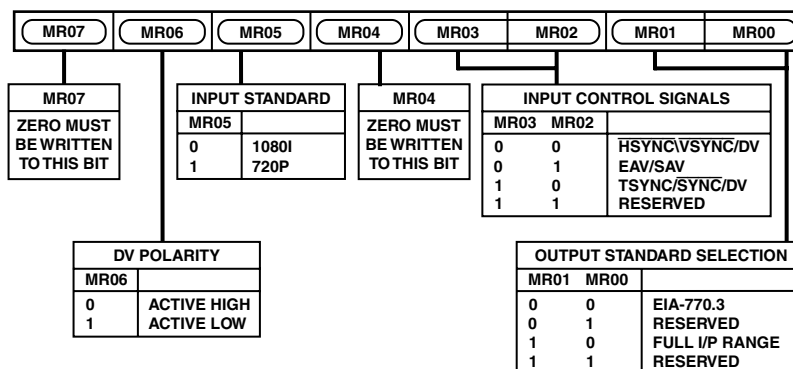 MR07 MR06 MR05 MR04 MR03 MR02 MR01 MR00
MR07
ZERO MUST
BE WRITTEN
TO THIS BIT
INPUT STANDARD
MR05
0 1080I
1 720P
MR04
ZERO MUST
BE WRITTEN
TO THIS BIT
INPUT CONTROL SIGNALS
MR03 MR02
0 0 HSYNC\VSYNC/DV
0 1 EAV/SAV
1 0 TSYNC/SYNC/DV
1 1 RESERVED
DV POLARITY
MR06
0 ACTIVE HIGH
1 ACTIVE LOW
OUTPUT STANDARD SELECTION
MR01 MR00
0 0 EIA-770.3
0 1 RESERVED
1 0 FULL I/P RANGE
1 1 RESERVED